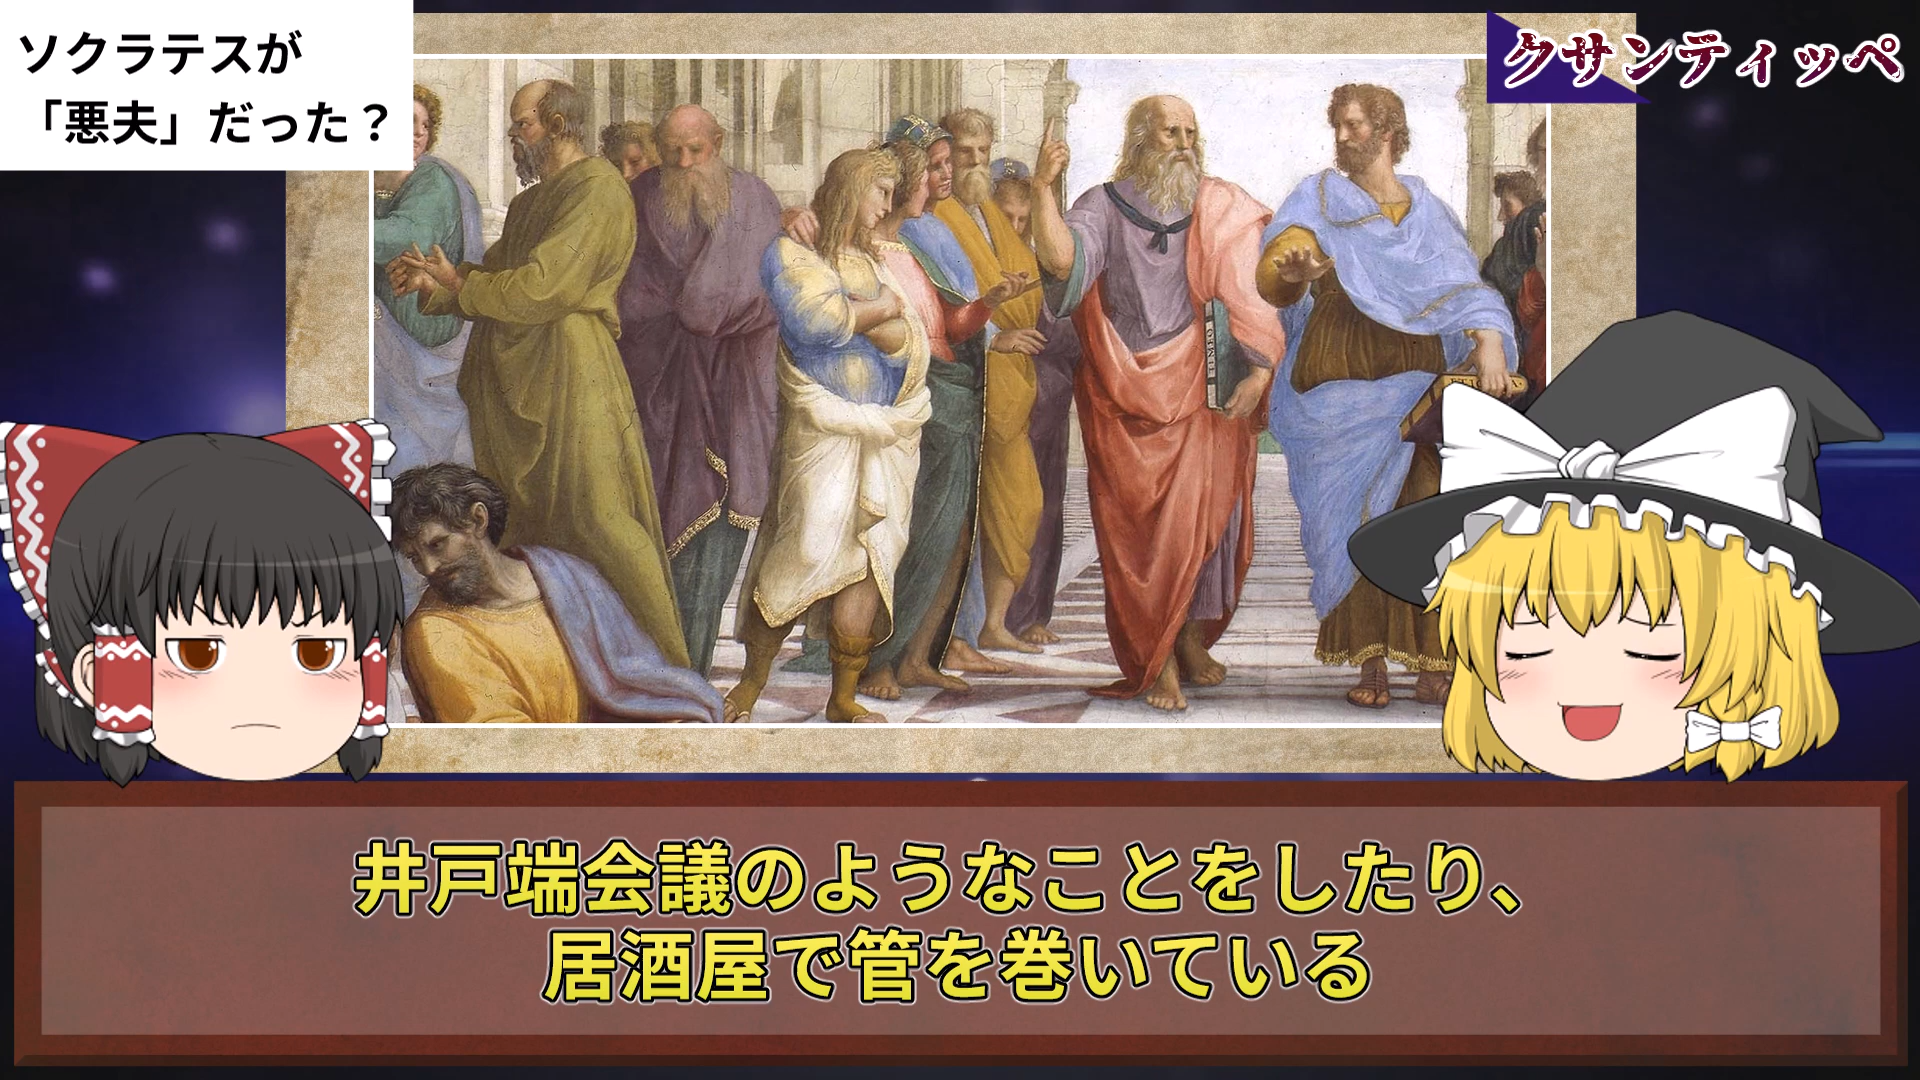 ソクラテスが
「悪夫」だった？
クサンティッペ
井戸端会議のようなことをしたり、
居酒屋で管を巻いている